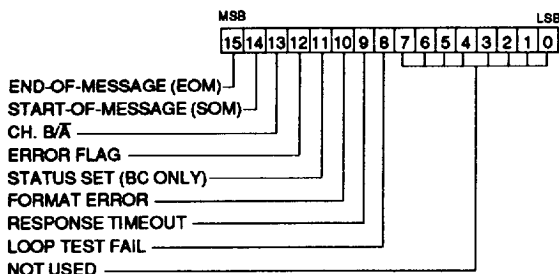 MSB LSB
15 14 13 12 11 10 9 8 7 6 5 4 3 2 1 0
END-OF-MESSAGE (EOM)
START-OF-MESSAGE (SOM)
CH. B/A̅
ERROR FLAG
STATUS SET (BC ONLY)
FORMAT ERROR
RESPONSE TIMEOUT
LOOP TEST FAIL
NOT USED